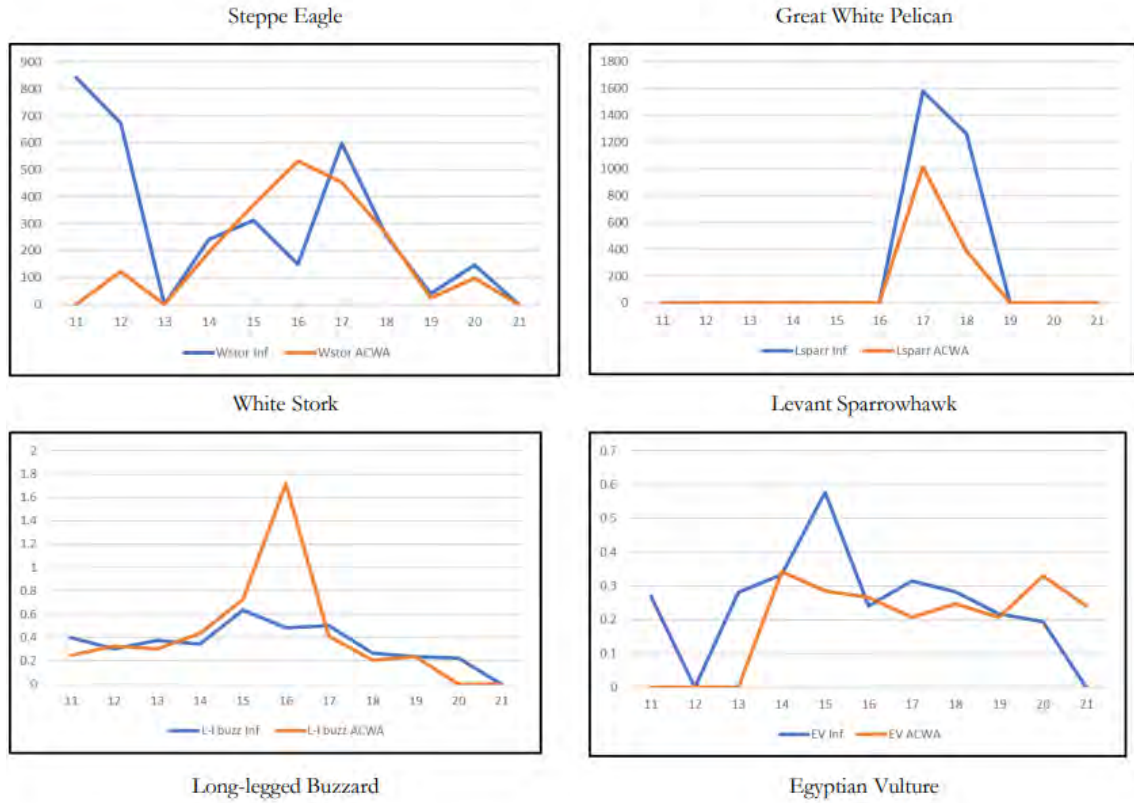 Steppe Eagle
Great White Pelican
900
800
700
600
500
400
300
200
100
0
11 12 13 14 15 16 17 18 19 20 21
Wstor Inf Wstor ACWA
1800
1600
1400
1200
1000
800
600
400
200
0
11 12 13 14 15 16 17 18 19 20 21
Lsparr Inf Lsparr ACWA
White Stork
Levant Sparrowhawk
2
1.8
1.6
1.4
1.2
1
0.8
0.6
0.4
0.2
0
11 12 13 14 15 16 17 18 19 20 21
L-l buzz Inf L-l buzz ACWA
0.7
0.6
0.5
0.4
0.3
0.2
0.1
0
11 12 13 14 15 16 17 18 19 20 21
EV Inf EV ACWA
Long-legged Buzzard
Egyptian Vulture